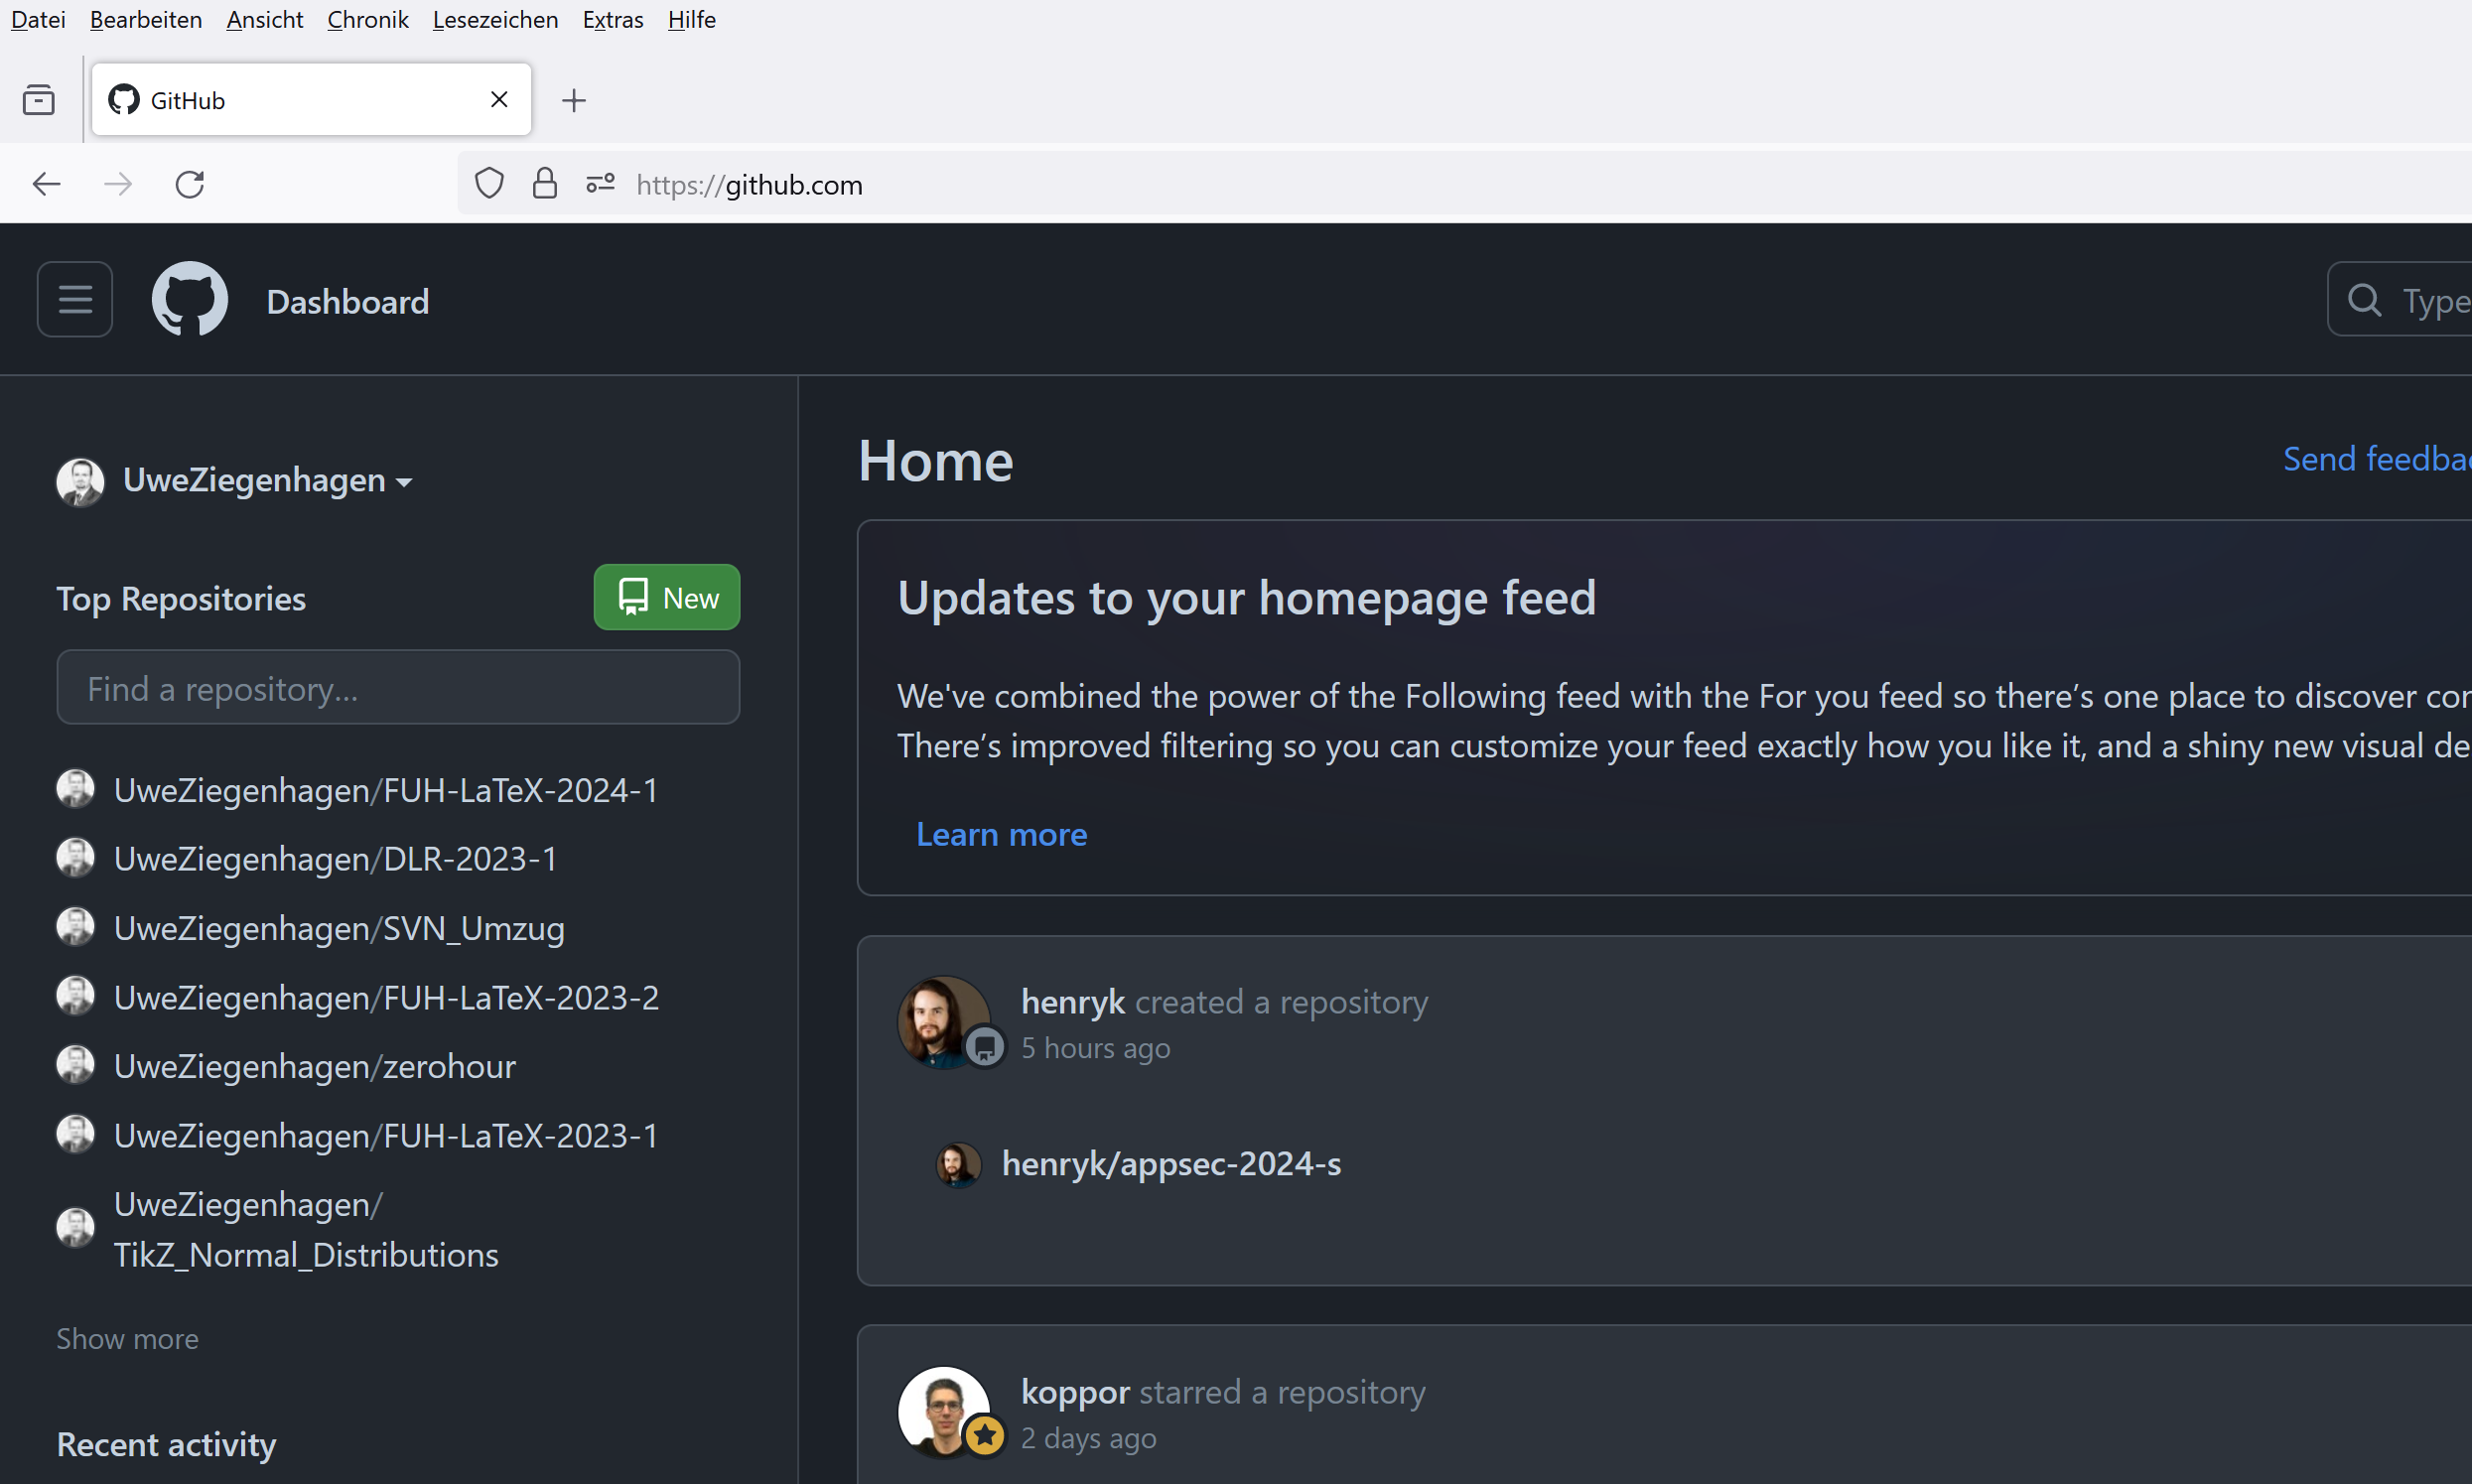 Datei Bearbeiten Ansicht Chronik Lesezeichen Extras Hilfe
GitHub
https://github.com
Dashboard
Type
UweZiegenhagen
Top Repositories
New
Find a repository…
UweZiegenhagen/FUH-LaTeX-2024-1
UweZiegenhagen/DLR-2023-1
UweZiegenhagen/SVN_Umzug
UweZiegenhagen/FUH-LaTeX-2023-2
UweZiegenhagen/zerohour
UweZiegenhagen/FUH-LaTeX-2023-1
UweZiegenhagen/
TikZ_Normal_Distributions
Show more
Recent activity
Home
Send feedbac
Updates to your homepage feed
We've combined the power of the Following feed with the For you feed so there’s one place to discover con
There’s improved filtering so you can customize your feed exactly how you like it, and a shiny new visual de
Learn more
henryk created a repository
5 hours ago
henryk/appsec-2024-s
koppor starred a repository
2 days ago